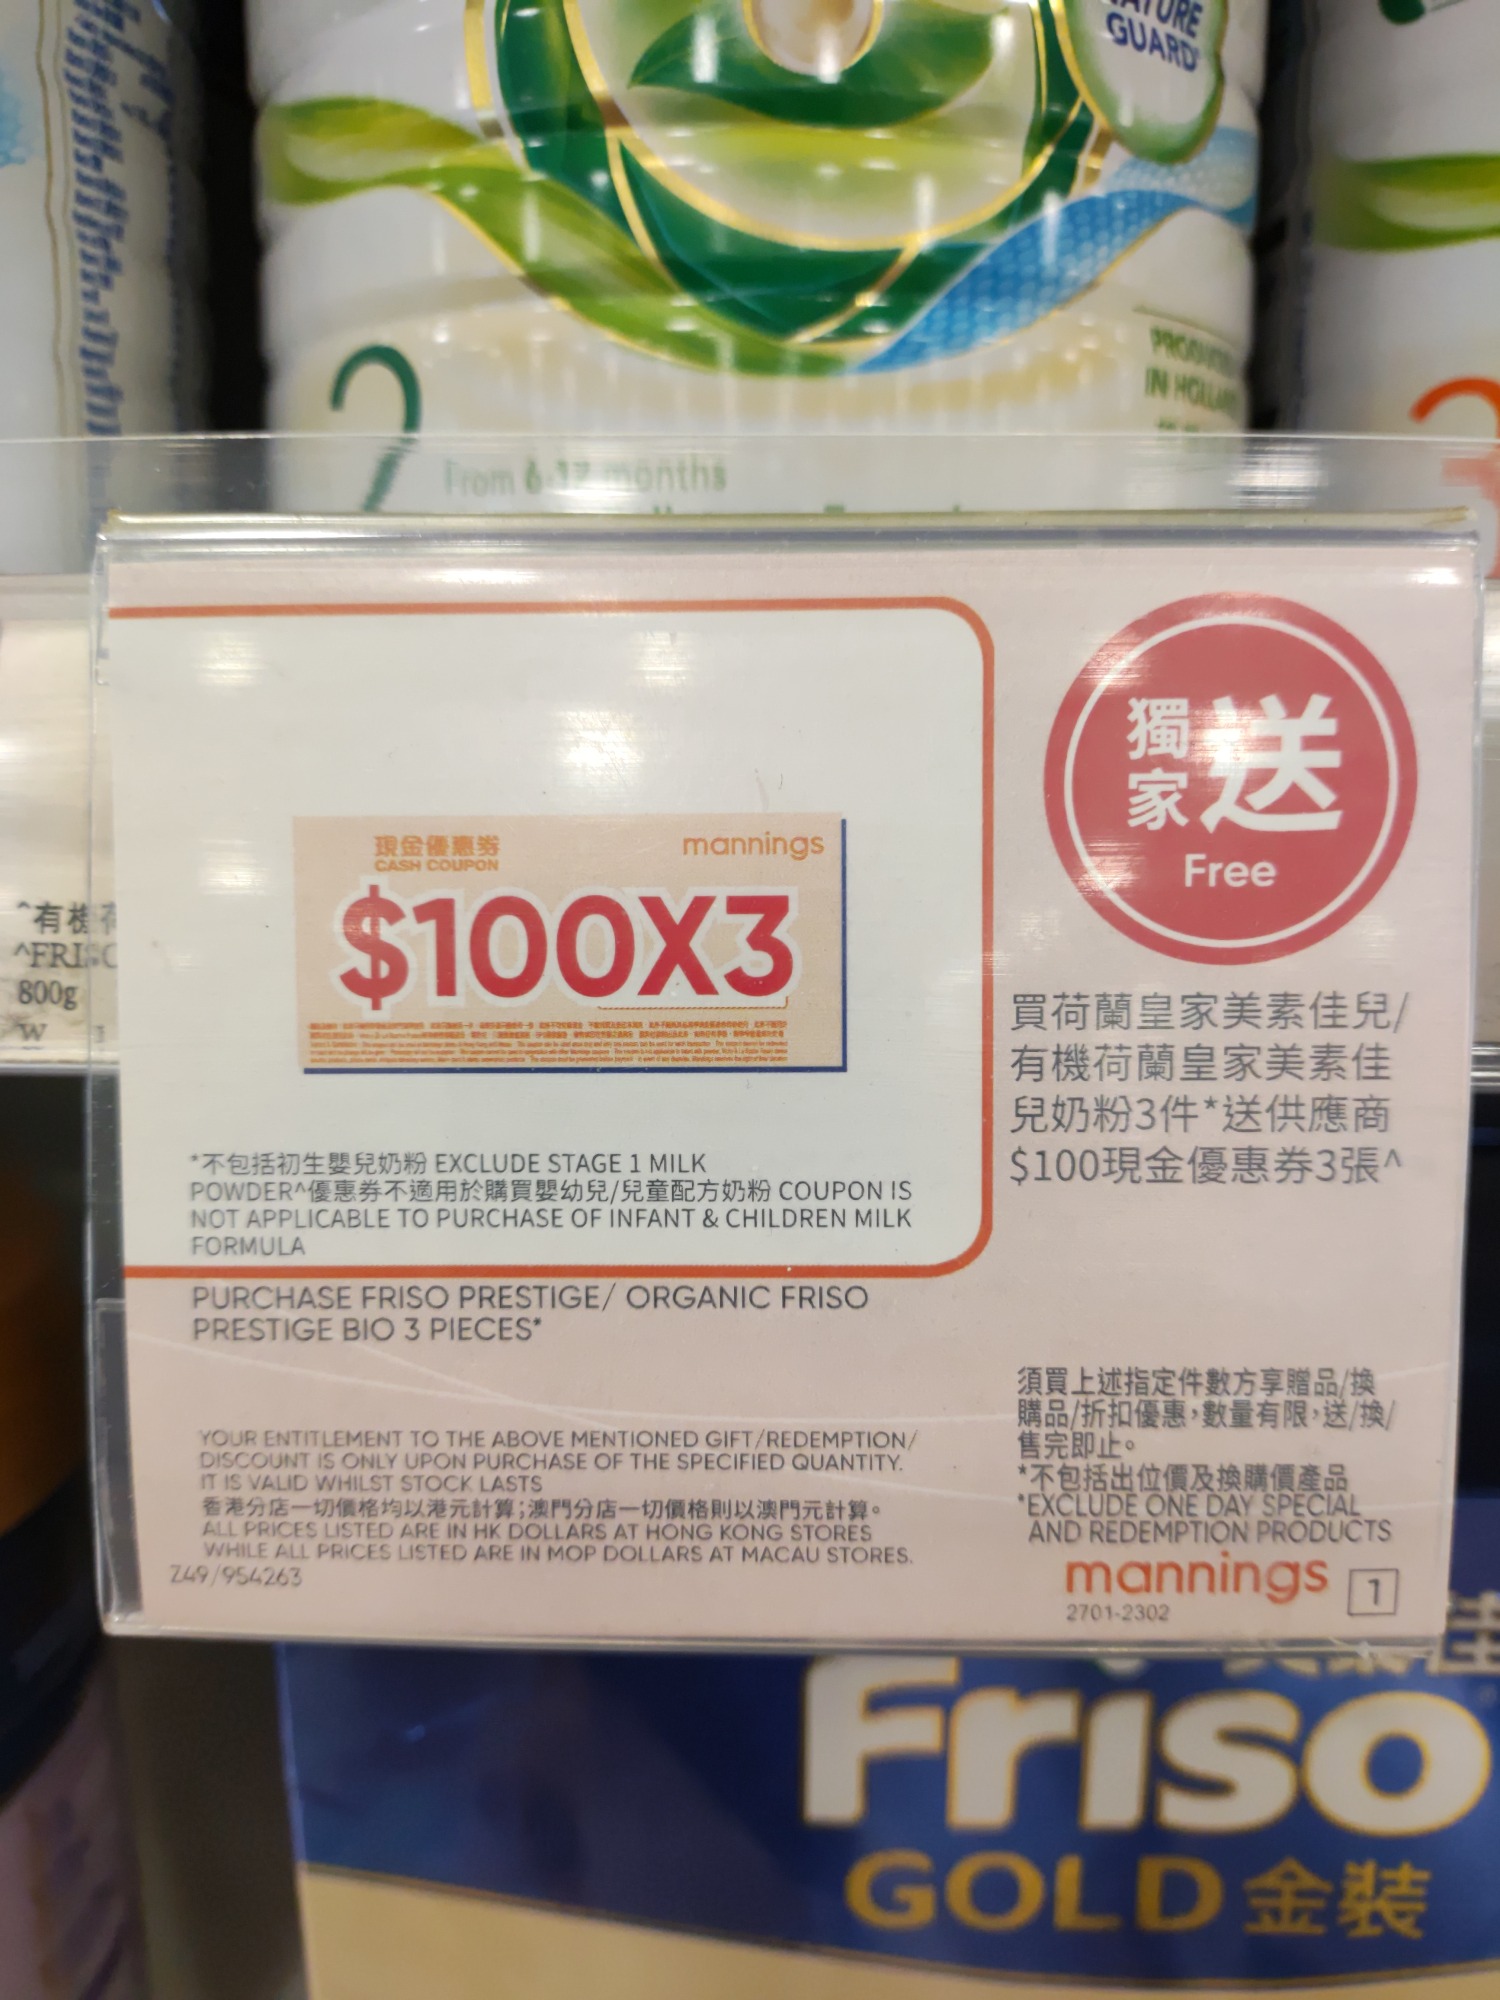 NATURE
GUARD
PRODUCED
IN HOLLAND
2
From 6-12 months
3
獨家送
Free
現金優惠券
mannings
CASH COUPON
$100X3
^有機
800g
W
買荷蘭皇家美素佳兒/
有機荷蘭皇家美素佳
兒奶粉3件*送供應商
$100現金優惠券3張^
*不包括初生嬰兒奶粉 EXCLUDE STAGE 1 MILK
POWDER^優惠券不適用於購買嬰幼兒/兒童配方奶粉 COUPON IS
NOT APPLICABLE TO PURCHASE OF INFANT & CHILDREN MILK
FORMULA
PURCHASE FRISO PRESTIGE/ ORGANIC FRISO
PRESTIGE BIO 3 PIECES*
須買上述指定件數方享贈品/換
購品/折扣優惠，數量有限，送/換/
售完即止。
*不包括出位價及換購價產品
*EXCLUDE ONE DAY SPECIAL
AND REDEMPTION PRODUCTS
YOUR ENTITLEMENT TO THE ABOVE MENTIONED GIFT/REDEMPTION/
DISCOUNT IS ONLY UPON PURCHASE OF THE SPECIFIED QUANTITY.
IT IS VALID WHILST STOCK LASTS
香港分店一切價格均以港元計算；澳門分店一切價格則以澳門元計算。
ALL PRICES LISTED ARE IN HK DOLLARS AT HONG KONG STORES
WHILE ALL PRICES LISTED ARE IN MOP DOLLARS AT MACAU STORES.
Z49/954263
mannings
1
2701-2302
Friso
GOLD 金裝